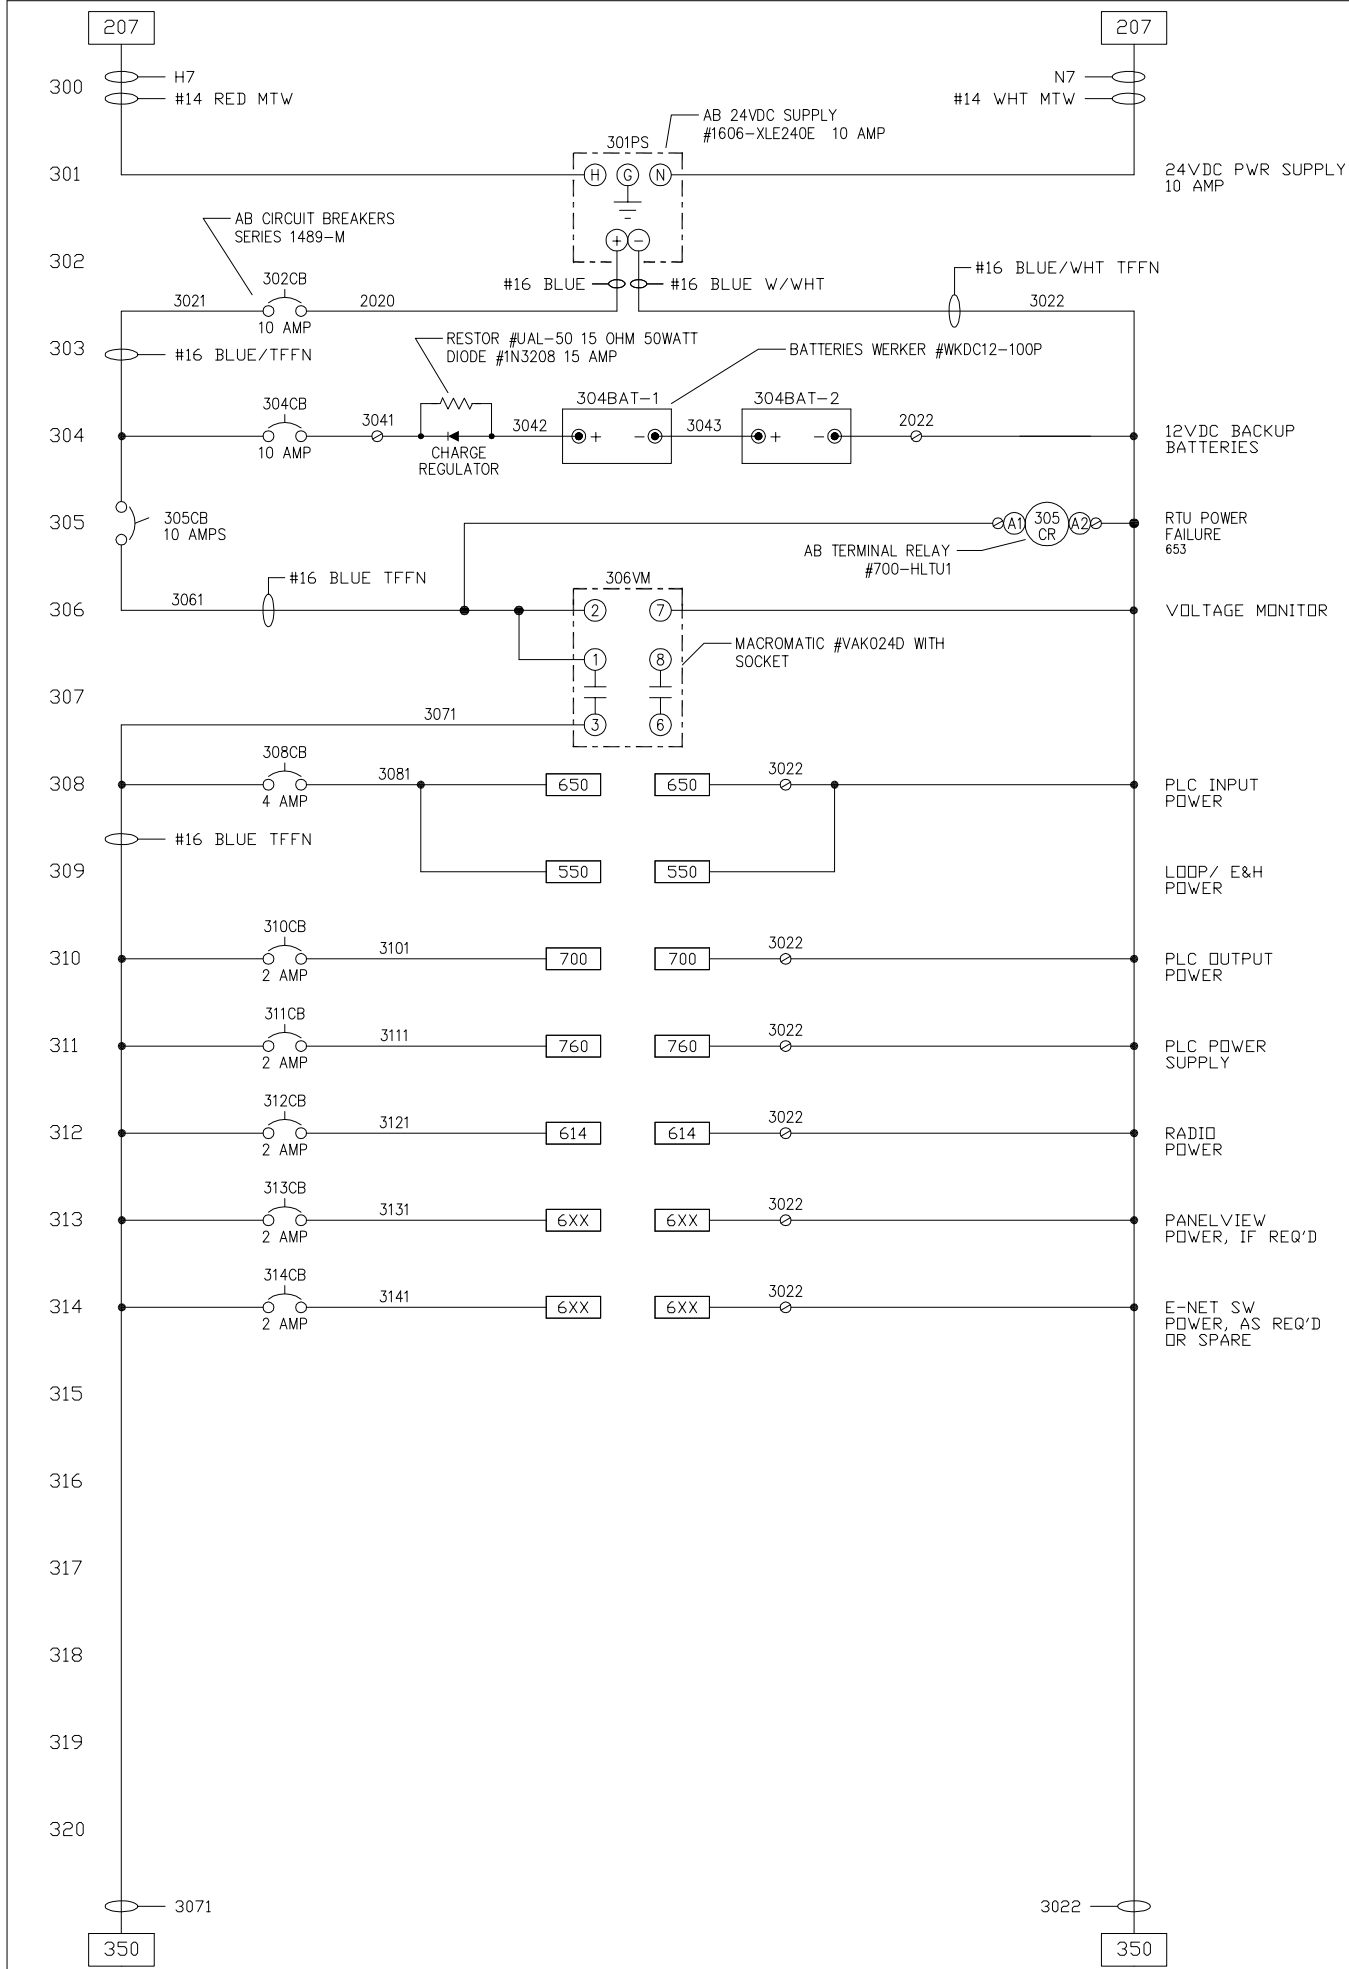 207
207
300
H7
#14 RED MTW
N7
#14 WHT MTW
AB 24VDC SUPPLY
#1606-XLE240E 10 AMP
301PS
301
H
G
N
24VDC PWR SUPPLY
10 AMP
AB CIRCUIT BREAKERS
SERIES 1489-M
+
-
302
302CB
#16 BLUE
#16 BLUE W/WHT
#16 BLUE/WHT TFFN
3021
2020
3022
10 AMP
303
#16 BLUE/TFFN
RESTOR #UAL-50 15 OHM 50WATT
DIODE #1N3208 15 AMP
BATTERIES WERKER #WKDC12-100P
304CB
304BAT-1
304BAT-2
3041
3042
3043
2022
304
+
-
+
-
10 AMP
CHARGE
REGULATOR
12VDC BACKUP
BATTERIES
305
305CB
10 AMPS
A1
305
CR
A2
RTU POWER
FAILURE
653
AB TERMINAL RELAY
#700-HLTU1
#16 BLUE TFFN
306VM
306
3061
2
7
VOLTAGE MONITOR
MACROMATIC #VAK024D WITH
SOCKET
1
8
307
3071
3
6
308CB
308
3081
650
650
3022
4 AMP
PLC INPUT
POWER
#16 BLUE TFFN
309
550
550
LOOP/ E&H
POWER
310CB
310
3101
700
700
3022
2 AMP
PLC OUTPUT
POWER
311CB
311
3111
760
760
3022
2 AMP
PLC POWER
SUPPLY
312CB
312
3121
614
614
3022
2 AMP
RADIO
POWER
313CB
313
3131
6XX
6XX
3022
2 AMP
PANELVIEW
POWER, IF REQ'D
314CB
314
3141
6XX
6XX
3022
2 AMP
E-NET SW
POWER, AS REQ'D
OR SPARE
315
316
317
318
319
320
3071
3022
350
350